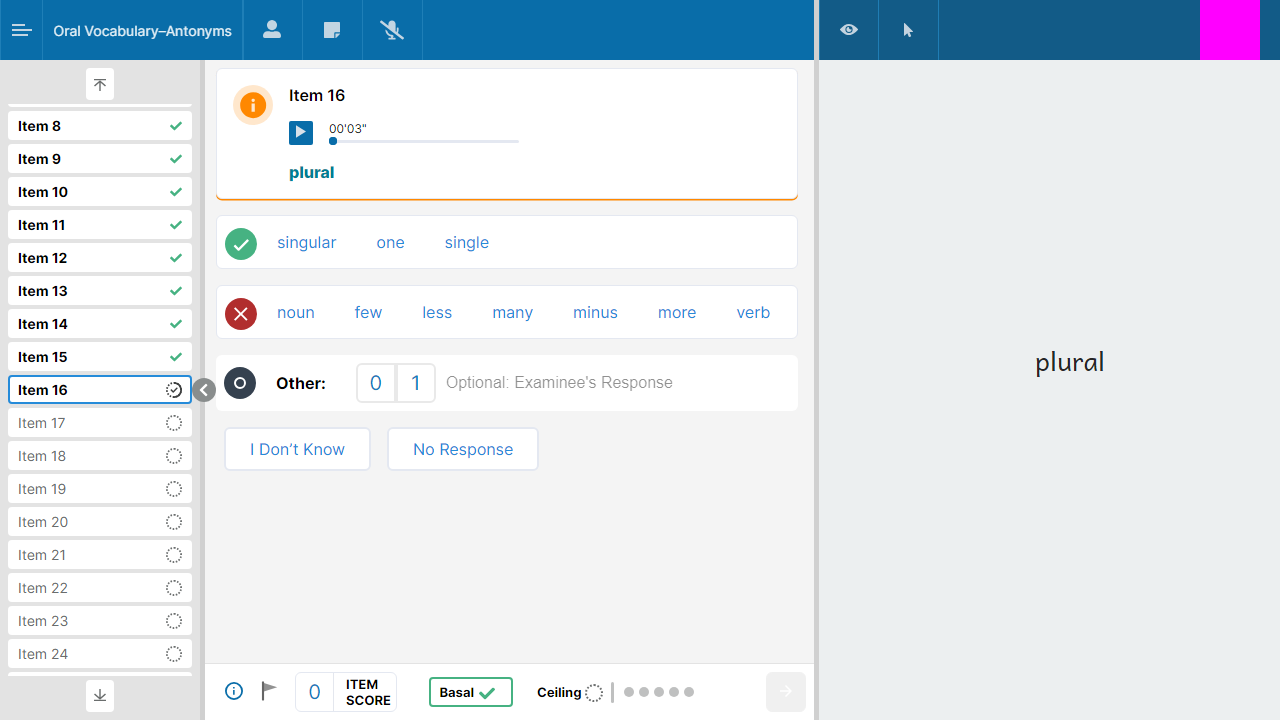 Oral Vocabulary–Antonyms
Item 8
Item 9
Item 10
Item 11
Item 12
Item 13
Item 14
Item 15
Item 16
Item 17
Item 18
Item 19
Item 20
Item 21
Item 22
Item 23
Item 24
Item 16
00'03"
plural
singular one single
noun few less many minus more verb
Other: 0 1 Optional: Examinee's Response
I Don’t Know No Response
0 ITEM SCORE Basal Ceiling
plural